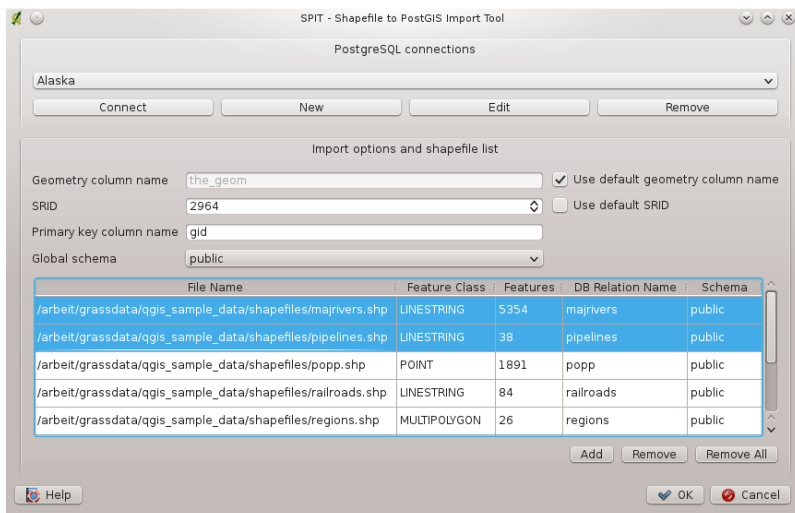 SPIT - Shapefile to PostGIS Import Tool
PostgreSQL connections
Alaska
Connect New Edit Remove
Import options and shapefile list
Geometry column name the_geom Use default geometry column name
SRID 2964 Use default SRID
Primary key column name gid
Global schema public
File Name Feature Class Features DB Relation Name Schema
/arbeit/grassdata/qgis_sample_data/shapefiles/majrivers.shp LINESTRING 5354 majrivers public
/arbeit/grassdata/qgis_sample_data/shapefiles/pipelines.shp LINESTRING 38 pipelines public
/arbeit/grassdata/qgis_sample_data/shapefiles/popp.shp POINT 1891 popp public
/arbeit/grassdata/qgis_sample_data/shapefiles/railroads.shp LINESTRING 84 railroads public
/arbeit/grassdata/qgis_sample_data/shapefiles/regions.shp MULTIPOLYGON 26 regions public
Add Remove Remove All
Help OK Cancel